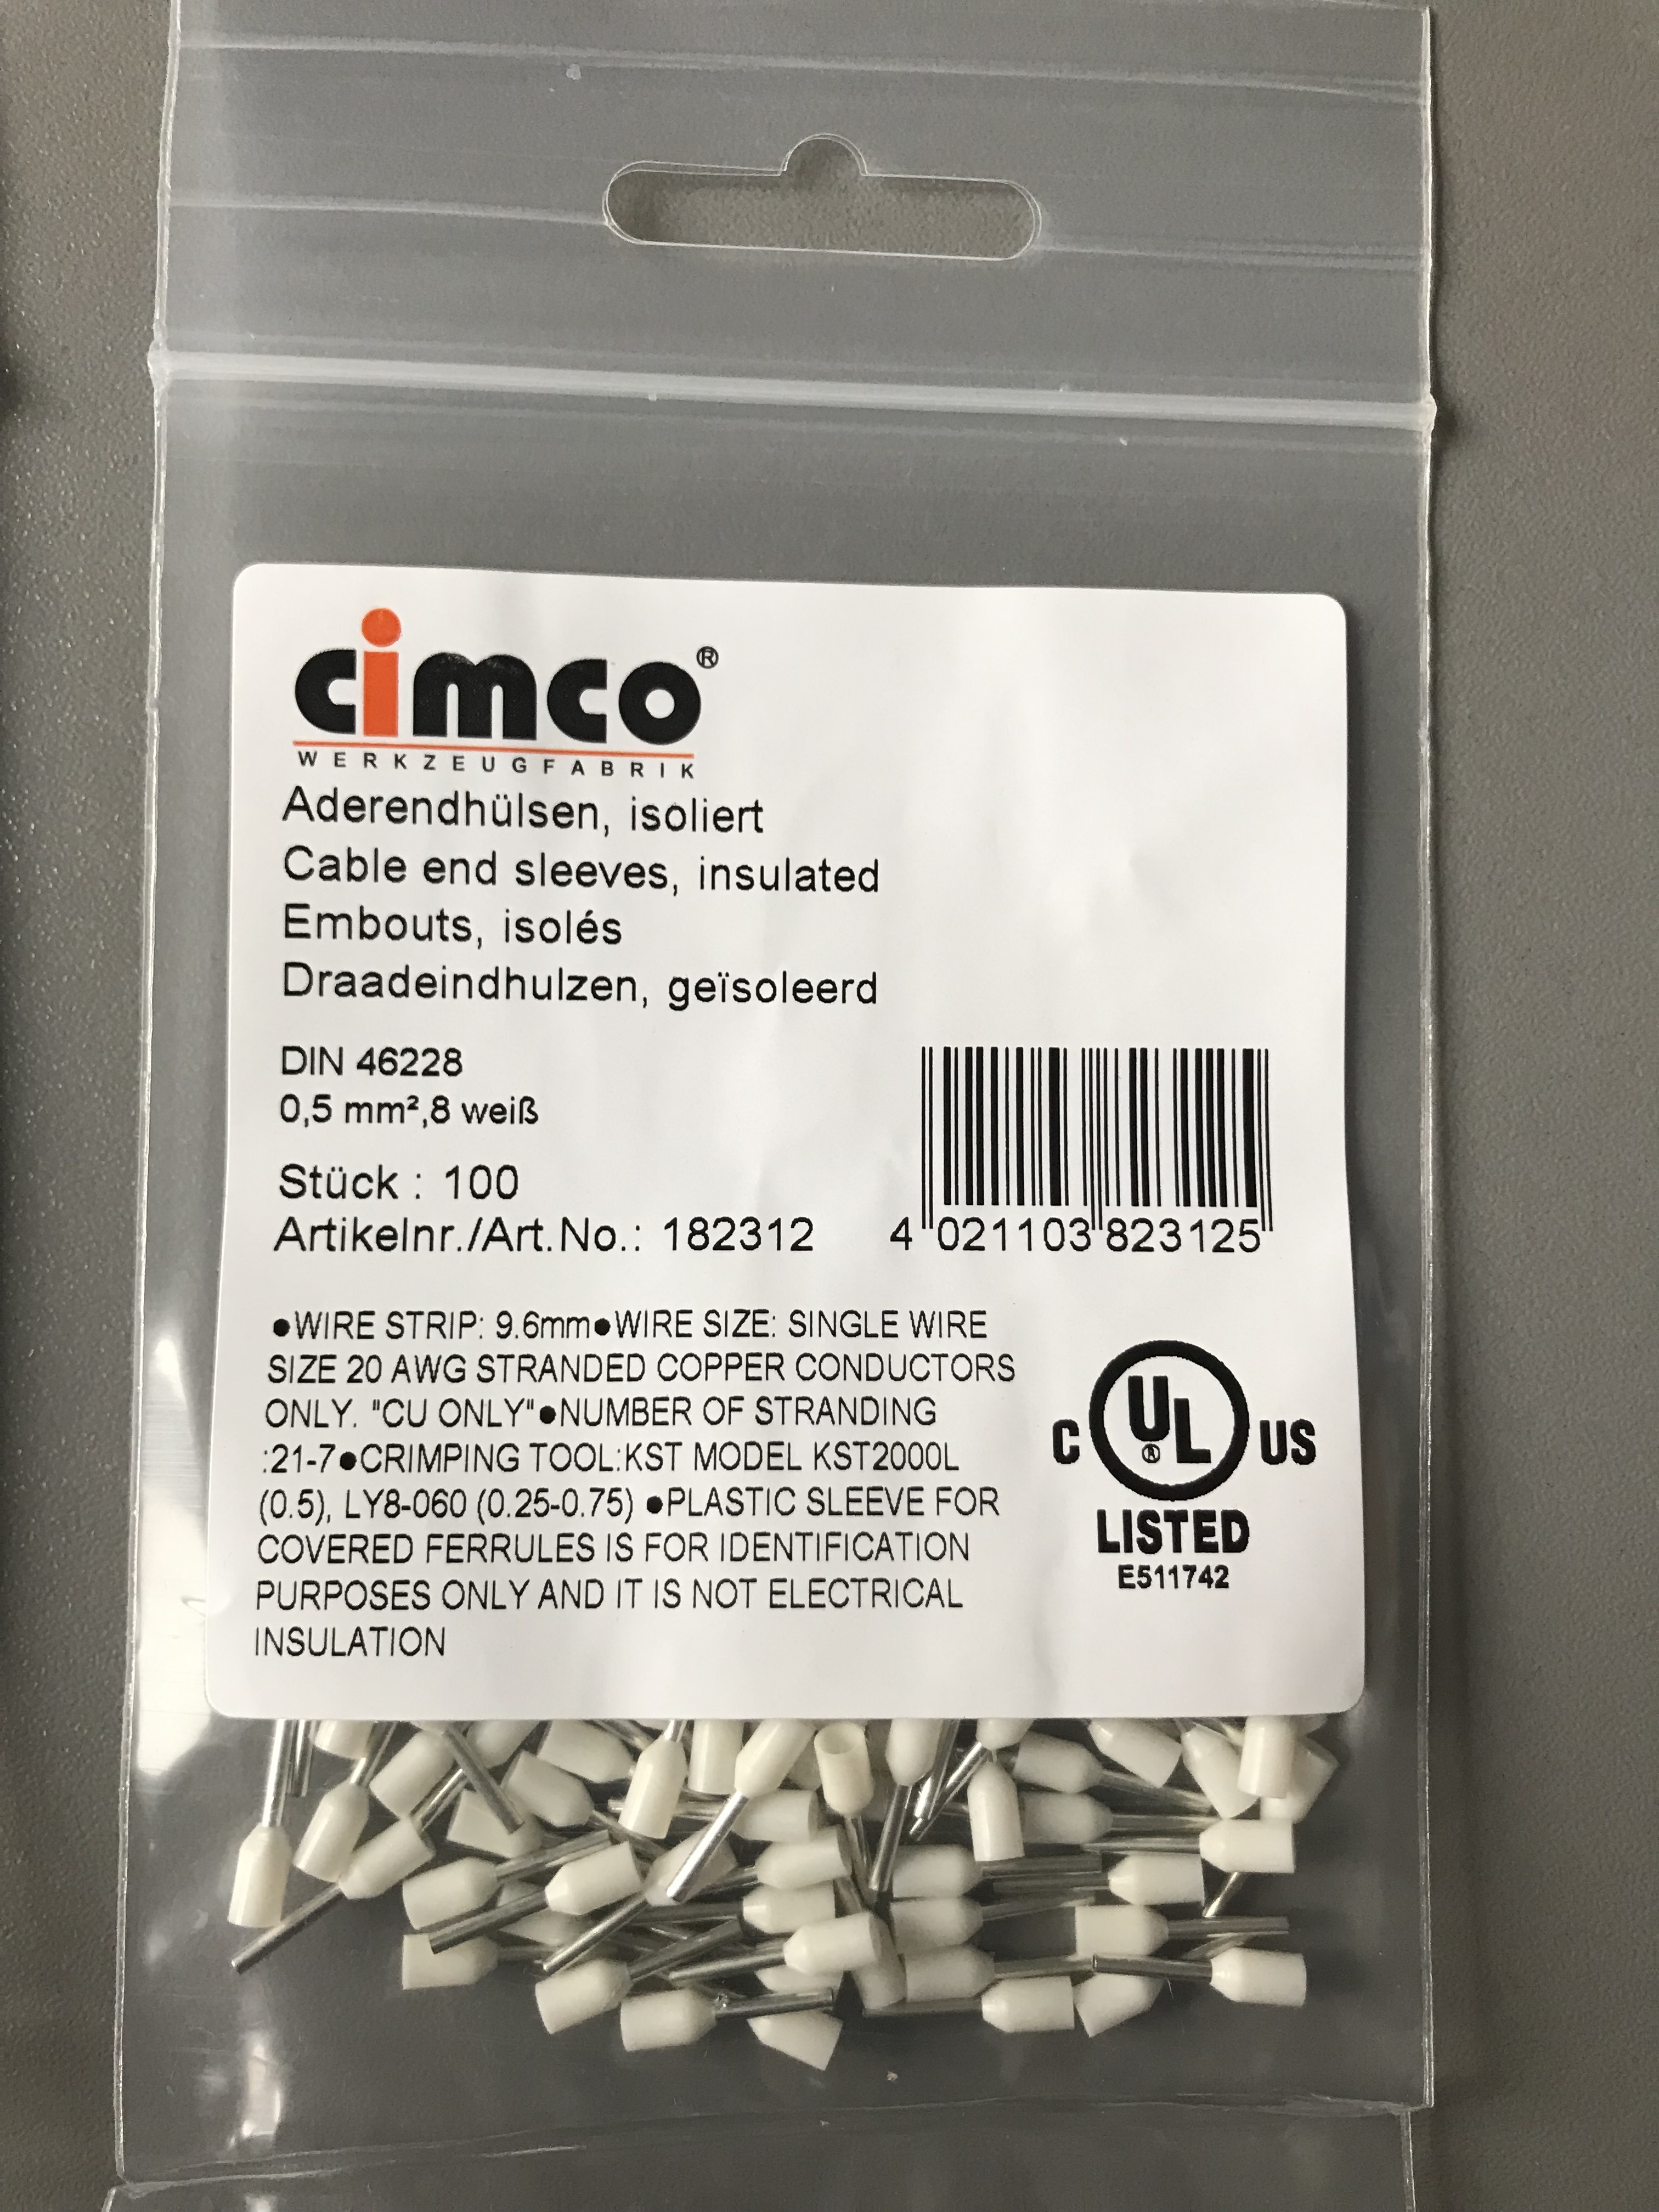 cimco®
WERKZEUGFABRIK
Aderendhülsen, isoliert
Cable end sleeves, insulated
Embouts, isolés
Draadeindhulzen, geïsoleerd
DIN 46228
0,5 mm²,8 weiß
Stück : 100
Artikelnr./Art.No.: 182312
4 021103 823125
●WIRE STRIP: 9.6mm●WIRE SIZE: SINGLE WIRE
SIZE 20 AWG STRANDED COPPER CONDUCTORS
ONLY. "CU ONLY"●NUMBER OF STRANDING
:21-7●CRIMPING TOOL:KST MODEL KST2000L
(0.5), LY8-060 (0.25-0.75) ●PLASTIC SLEEVE FOR
COVERED FERRULES IS FOR IDENTIFICATION
PURPOSES ONLY AND IT IS NOT ELECTRICAL
INSULATION
C UL® US
LISTED
E511742